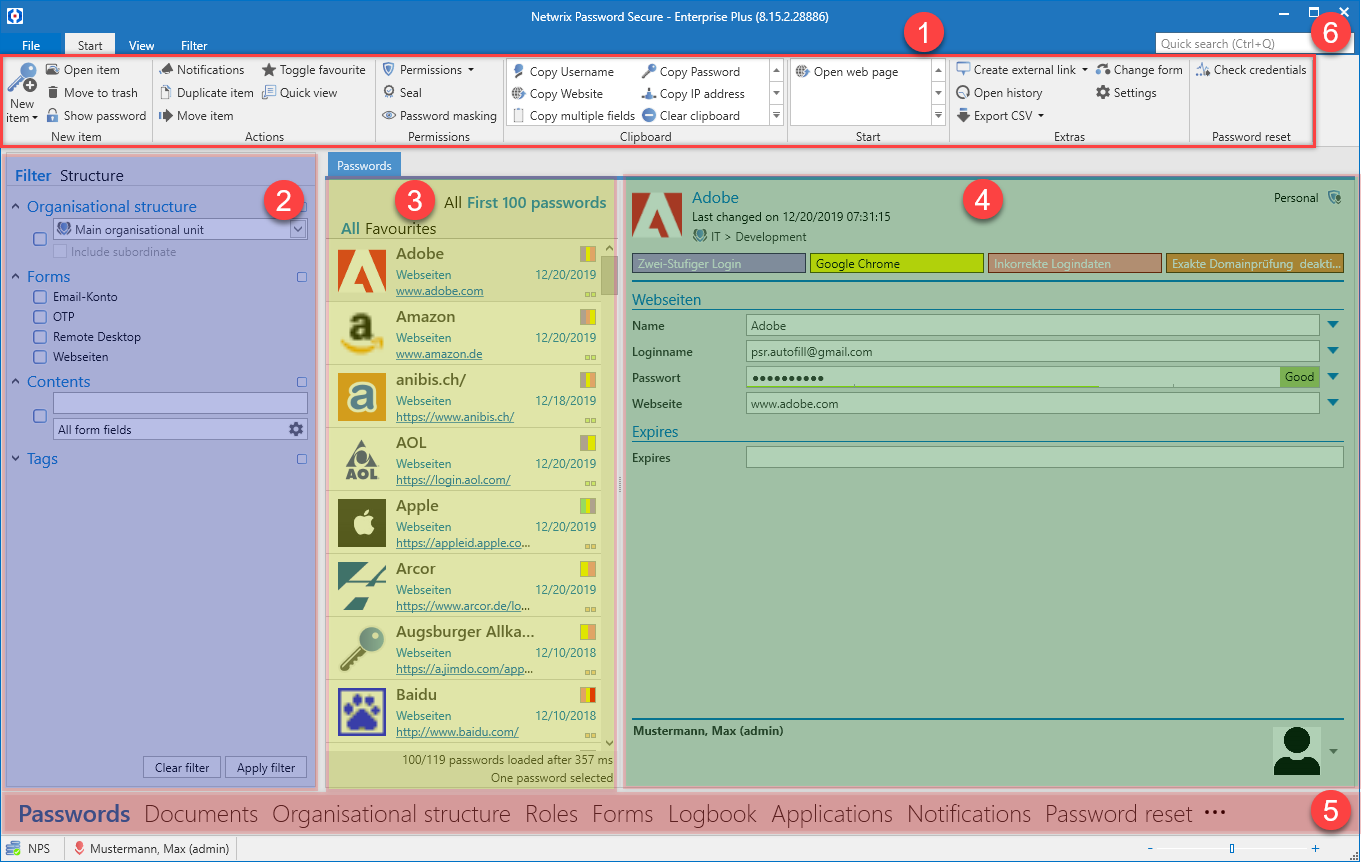 Netwrix Password Secure - Enterprise Plus (8.15.2.28886)
File Start View Filter
1
Quick search (Ctrl+Q)
6
New item
Open item
Move to trash
Show password
New item
Notifications
Toggle favourite
Duplicate item
Quick view
Move item
Actions
Permissions
Seal
Password masking
Permissions
Copy Username
Copy Password
Copy Website
Copy IP address
Copy multiple fields
Clear clipboard
Clipboard
Open web page
Start
Create external link
Change form
Open history
Settings
Export CSV
Extras
Check credentials
Password reset
Filter Structure
2
Organisational structure
Main organisational unit
Include subordinate
Forms
Email-Konto
OTP
Remote Desktop
Webseiten
Contents
All form fields
Tags
Clear filter
Apply filter
Passwords
3
All First 100 passwords
All Favourites
Adobe
Webseiten 12/20/2019
www.adobe.com
Amazon
Webseiten 12/20/2019
www.amazon.de
anibis.ch/
Webseiten 12/18/2019
https://www.anibis.ch/
AOL
AOL
Webseiten 12/20/2019
https://login.aol.com/
Apple
Webseiten 12/20/2019
https://appleid.apple.co...
Arcor
Webseiten 12/20/2019
https://www.arcor.de/lo...
Augsburger Allka...
Webseiten 12/10/2018
https://a.jimdo.com/app...
Baidu
Webseiten 12/10/2018
http://www.baidu.com/
100/119 passwords loaded after 357 ms
One password selected
4
Adobe
Last changed on 12/20/2019 07:31:15
IT > Development
Personal
Zwei-Stufiger Login
Google Chrome
Inkorrekte Logindaten
Exakte Domainprüfung deakti...
Webseiten
Name Adobe
Loginname psr.autofill@gmail.com
Passwort ●●●●●●●●●● Good
Webseite www.adobe.com
Expires
Expires
Mustermann, Max (admin)
Passwords Documents Organisational structure Roles Forms Logbook Applications Notifications Password reset ...
5
NPS
Mustermann, Max (admin)
- +